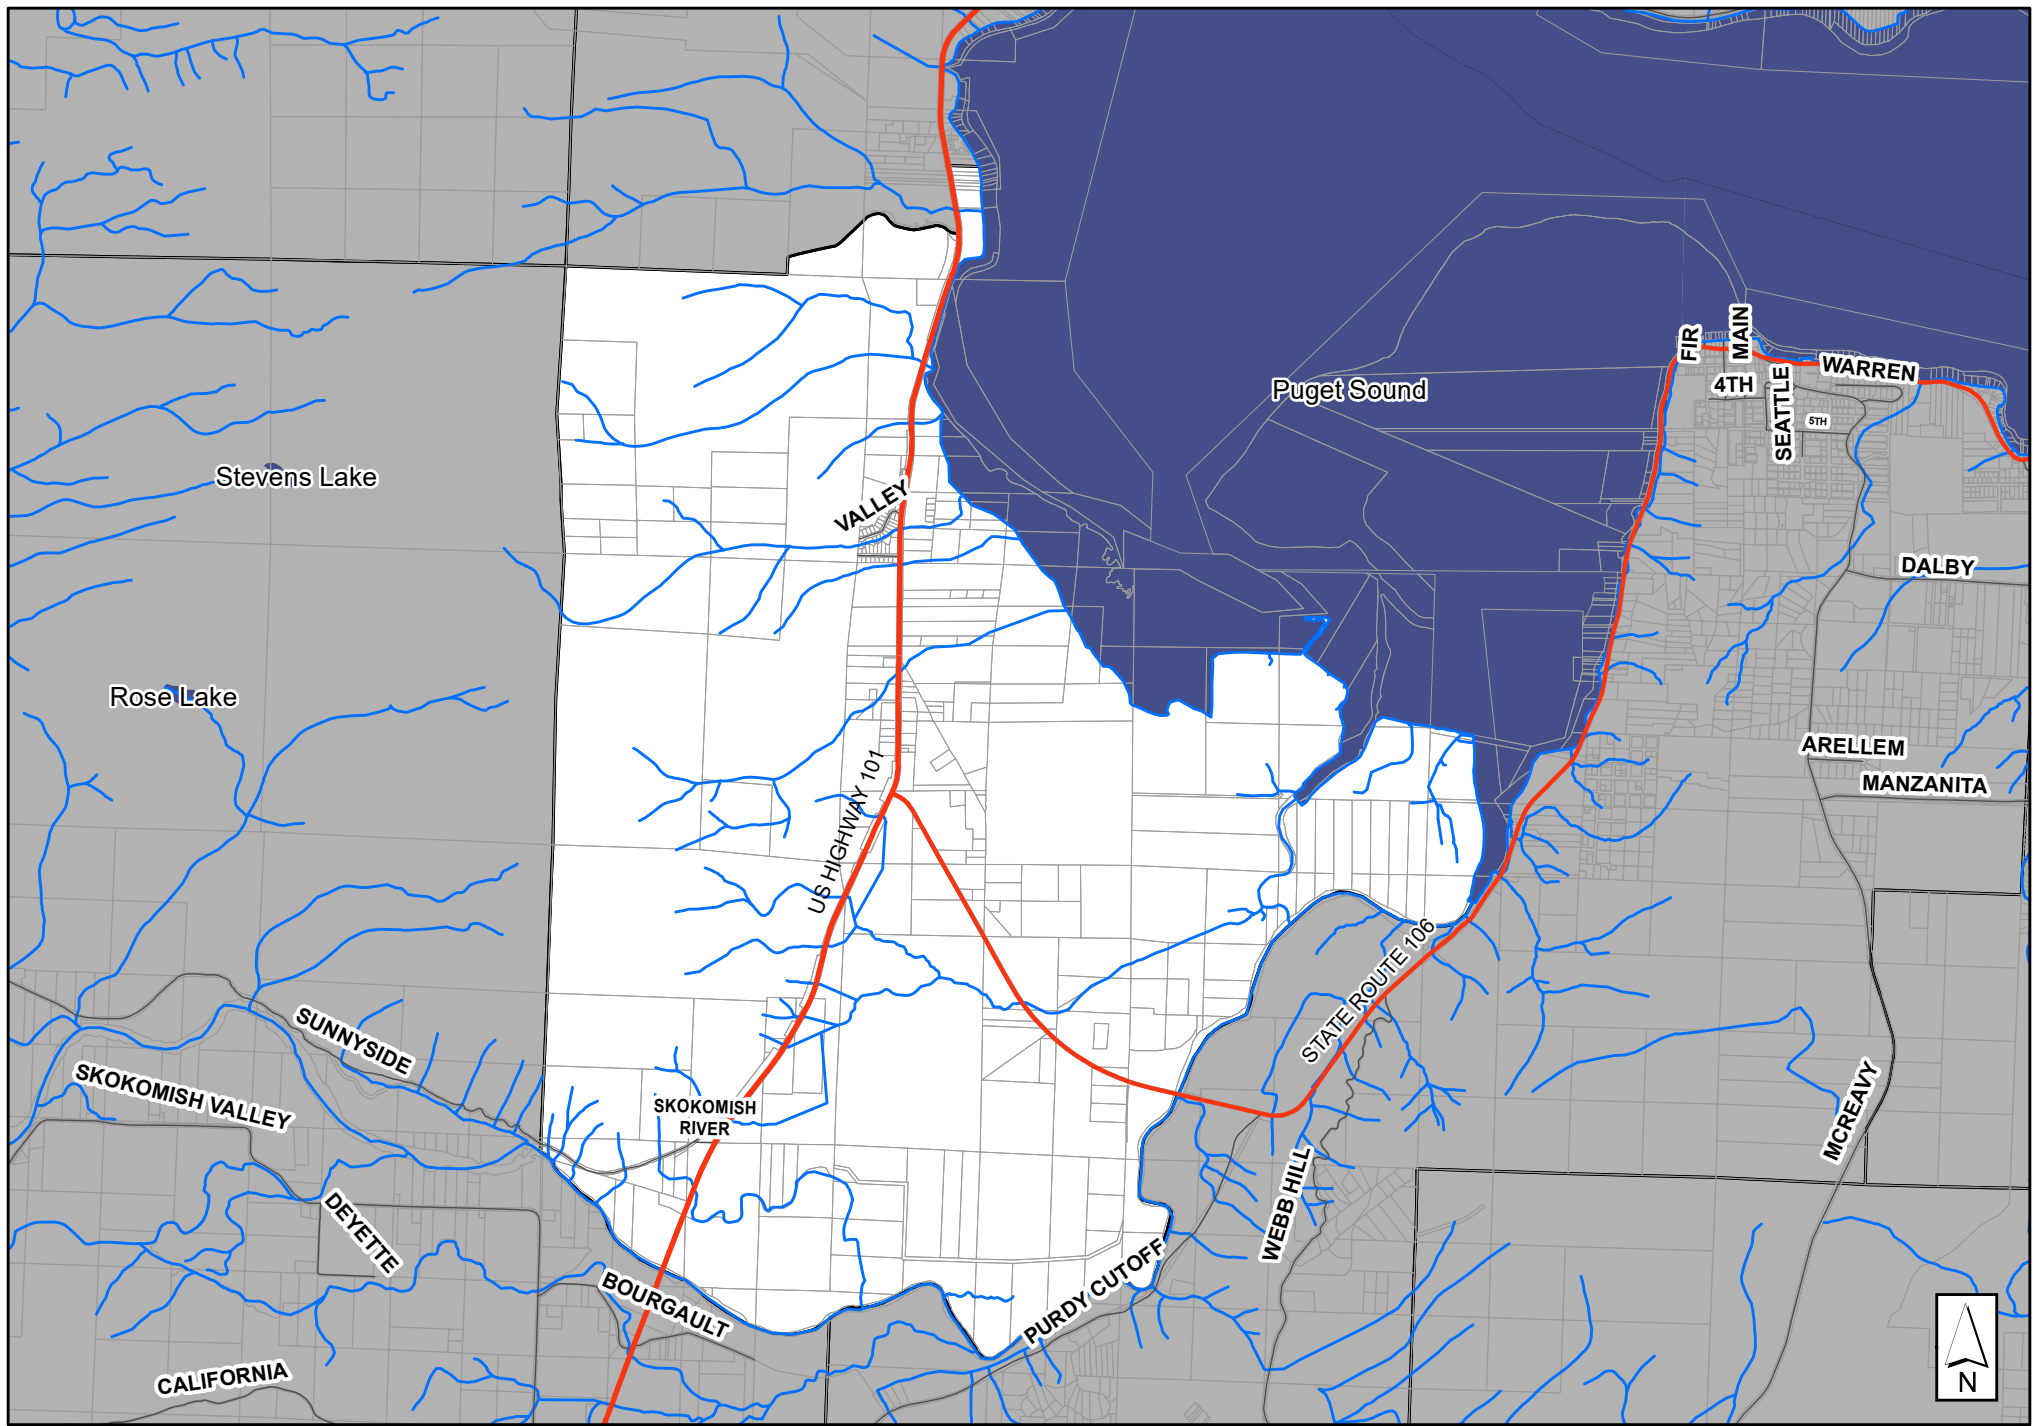 FIR
MAIN
WARREN
4TH
SEATTLE
5TH
Puget Sound
Stevens Lake
VALLEY
DALBY
Rose Lake
ARELLEM
MANZANITA
US HIGHWAY 101
STATE ROUTE 106
SUNNYSIDE
SKOKOMISH VALLEY
SKOKOMISH
RIVER
MCREAVY
WEBB HILL
DEYETTE
PURDY CUTOFF
BOURGAULT
CALIFORNIA
N